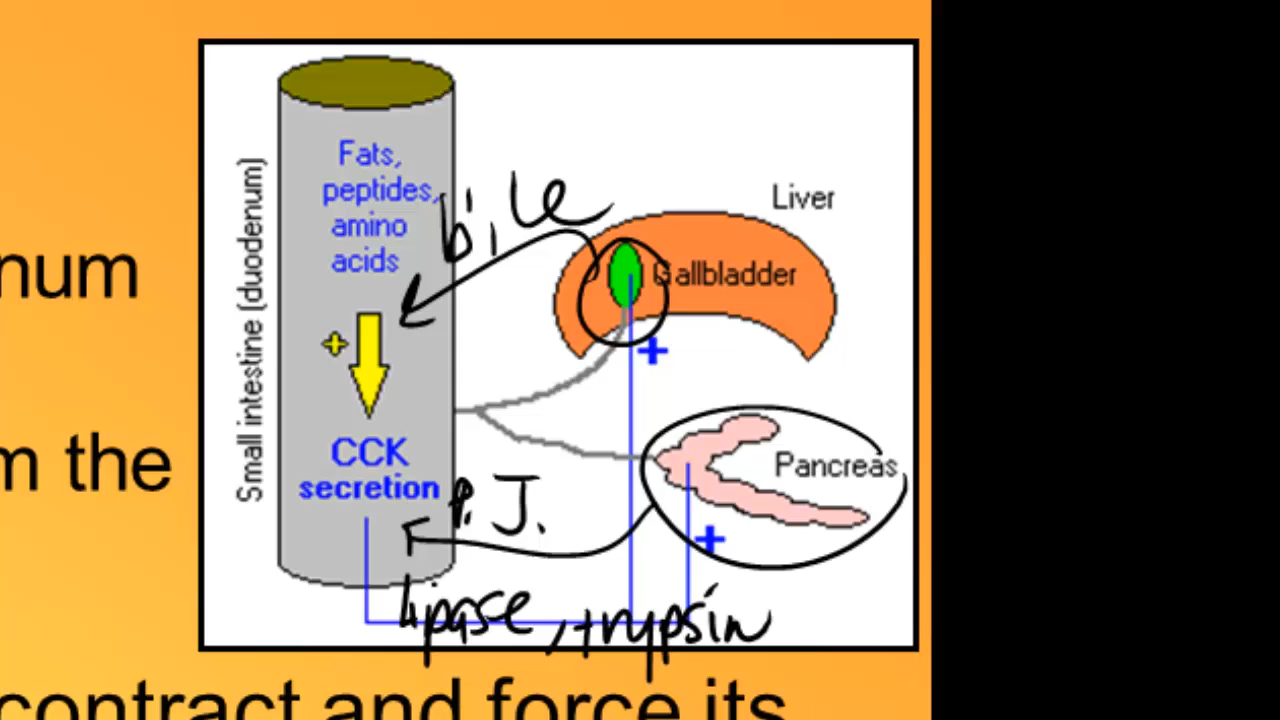 Fats,
peptides,
amino
acids
Small intestine (duodenum)
bile
Liver
Gallbladder
num
+
+
CCK
secretion
m the
Pancreas
P.J.
+
lipase, trypsin
contract and force its